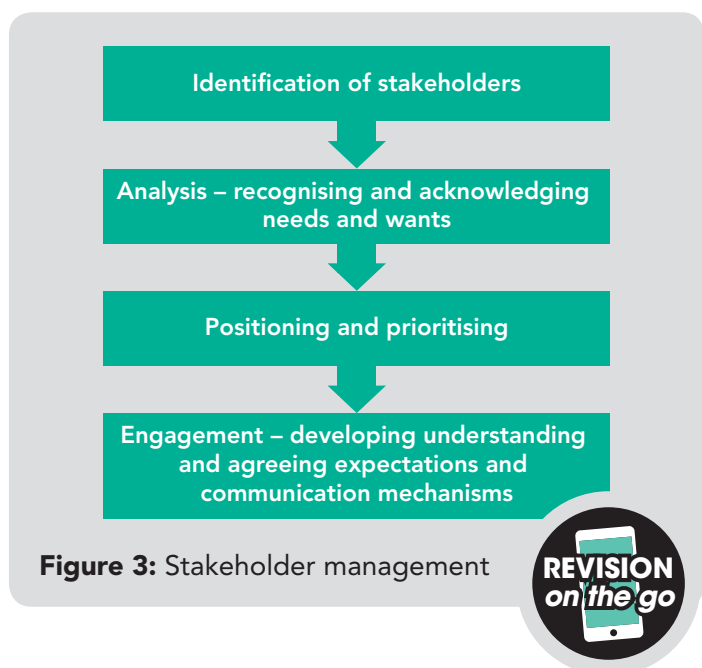 Identification of stakeholders
Analysis – recognising and acknowledging
needs and wants
Positioning and prioritising
Engagement – developing understanding
and agreeing expectations and
communication mechanisms
Figure 3: Stakeholder management
REVISION
on the go